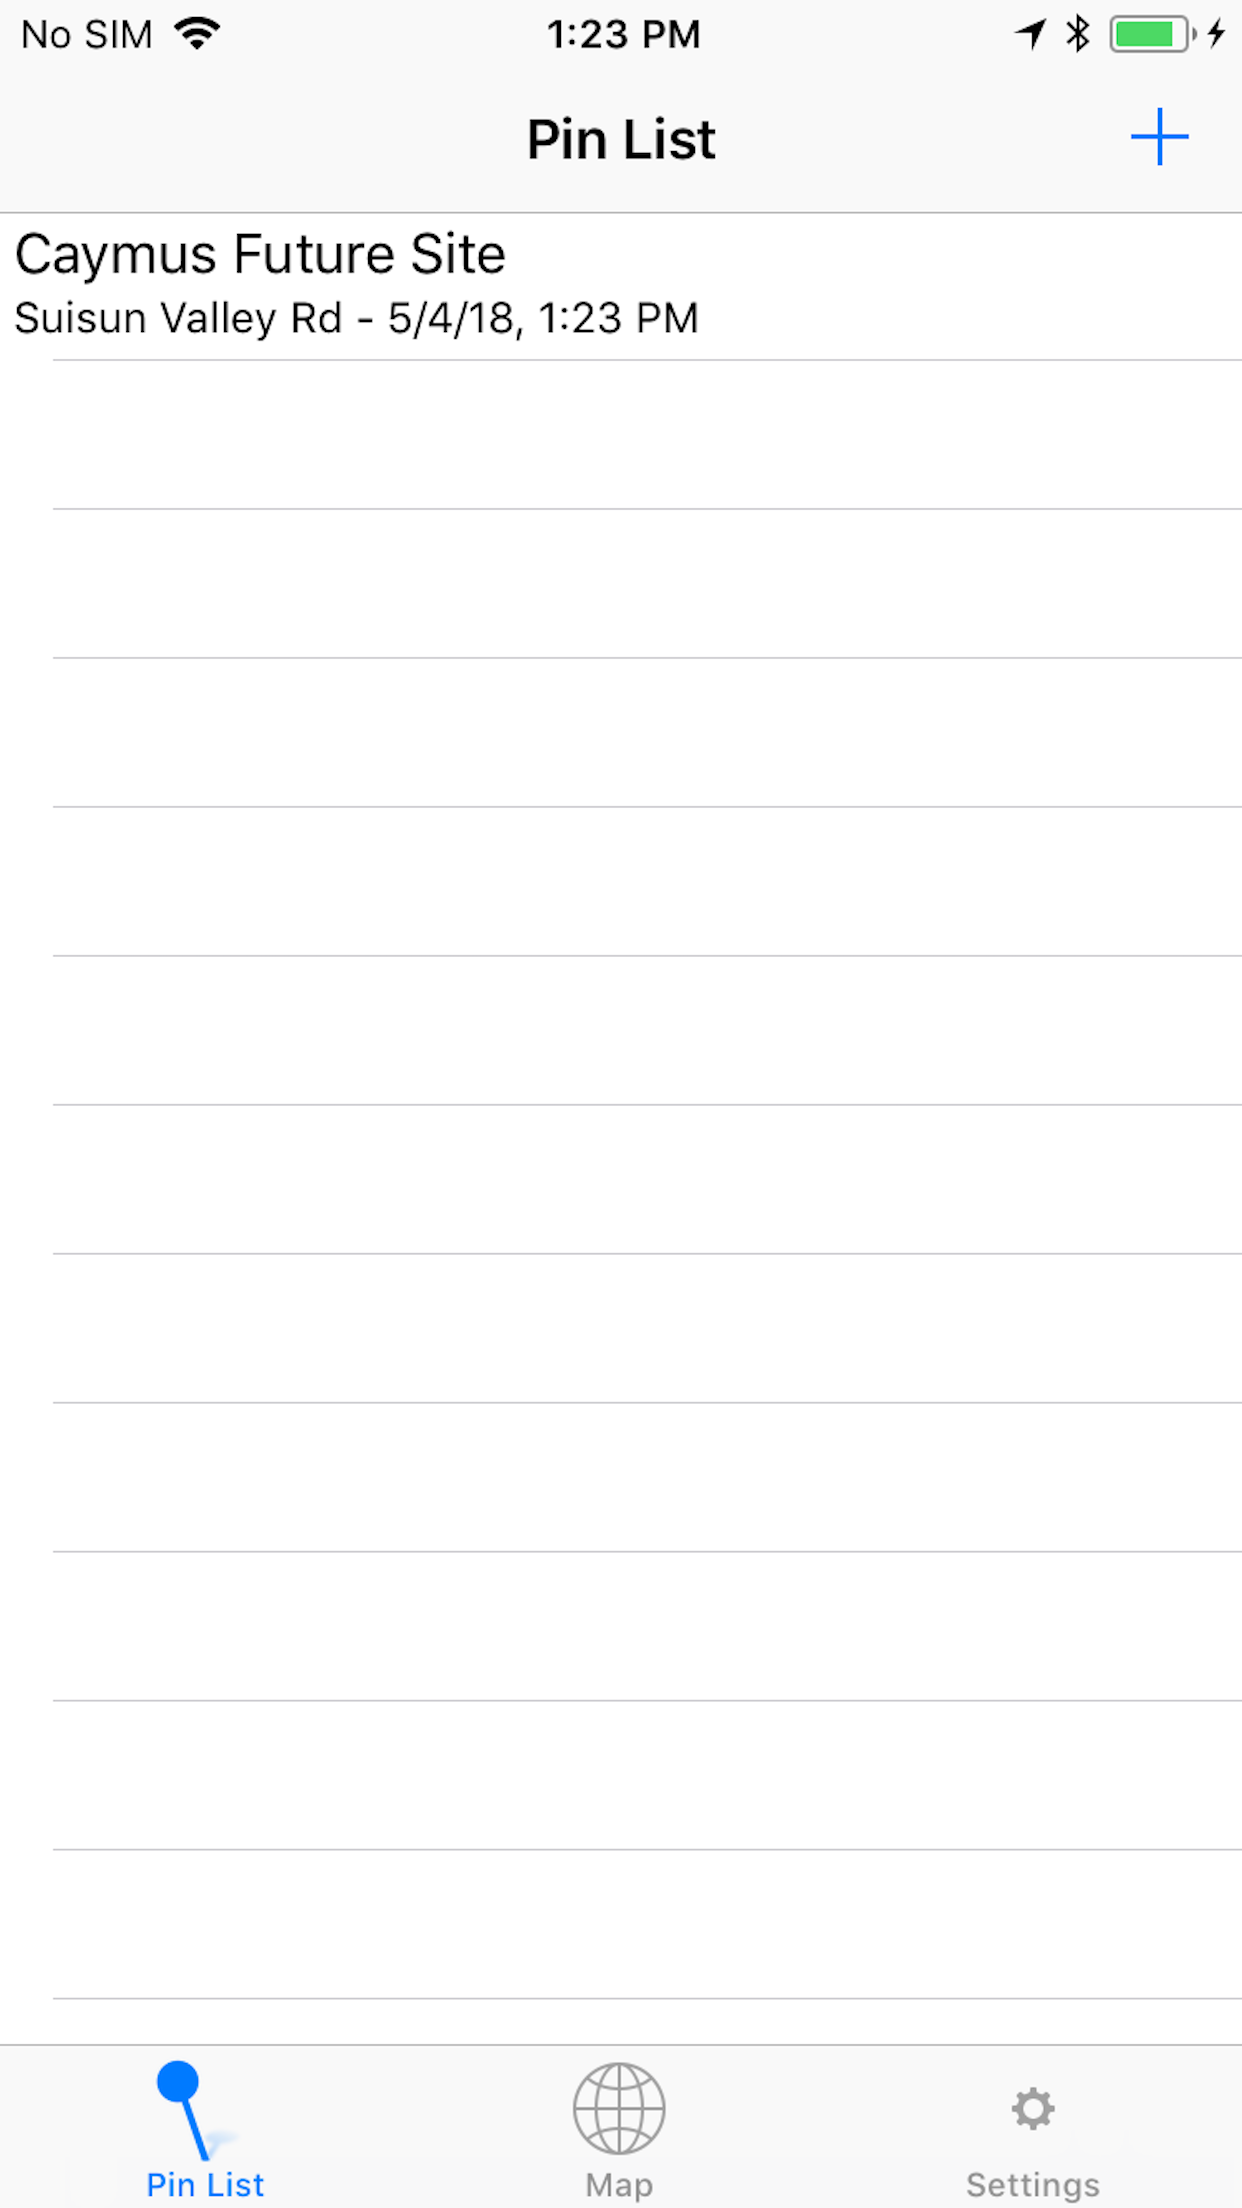 No SIM 1:23 PM
Pin List
Caymus Future Site
Suisun Valley Rd - 5/4/18, 1:23 PM
Pin List Map Settings